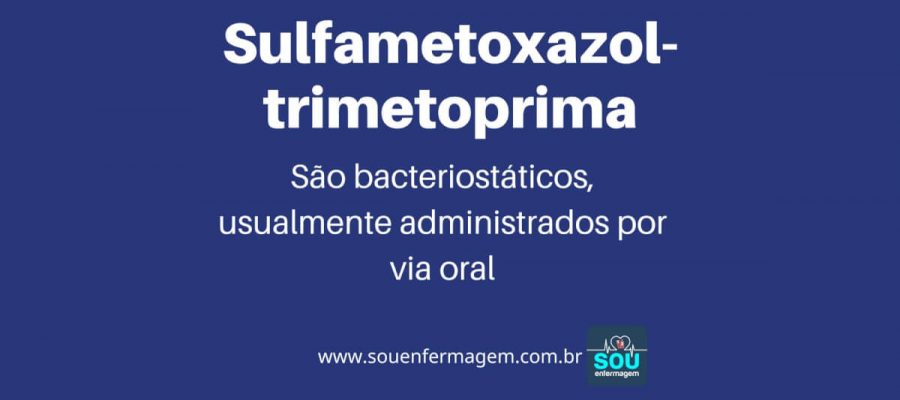 Sulfametoxazol-
trimetoprima
São bacteriostáticos,
usualmente administrados por
via oral
www.souenfermagem.com.br
SOU
enfermagem